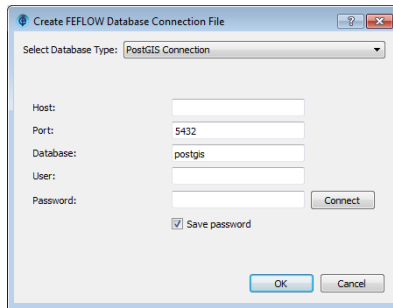 Create FEFLOW Database Connection File
Select Database Type: PostGIS Connection
Host:
Port: 5432
Database: postgis
User:
Password: Connect
Save password
OK Cancel